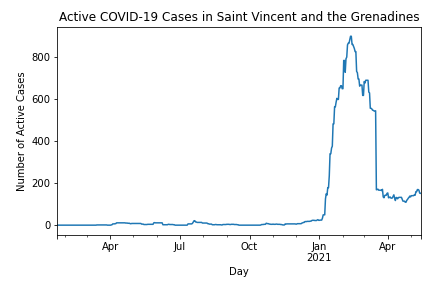 Active COVID-19 Cases in Saint Vincent and the Grenadines
Number of Active Cases
800
600
400
200
0
Apr
Jul
Oct
Jan
2021
Apr
Day